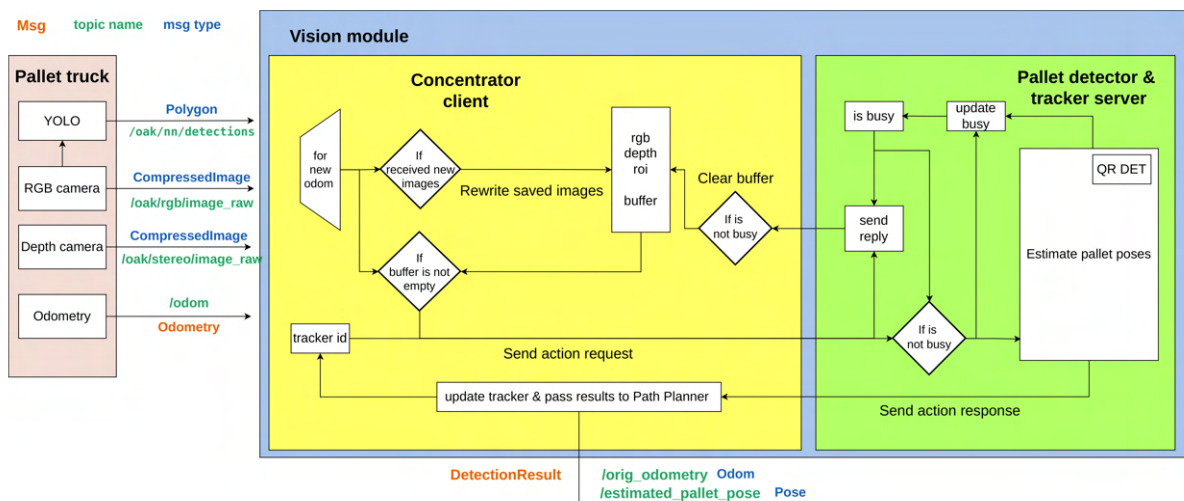 Msg topic name msg type
Pallet truck
YOLO
RGB camera
Depth camera
Odometry
Polygon
/oak/nn/detections
CompressedImage
/oak/rgb/image_raw
CompressedImage
/oak/stereo/image_raw
/odom
Odometry
Vision module
Concentrator
client
for
new
odom
If
received new
images
Rewrite saved images
rgb
depth
roi
buffer
Clear buffer
If is
not busy
If
buffer is not
empty
tracker id
Send action request
update tracker & pass results to Path Planner
Pallet detector &
tracker server
is busy
update
busy
QR DET
send
reply
Estimate pallet poses
If is
not busy
Send action response
DetectionResult
/orig_odometry Odom
/estimated_pallet_pose Pose